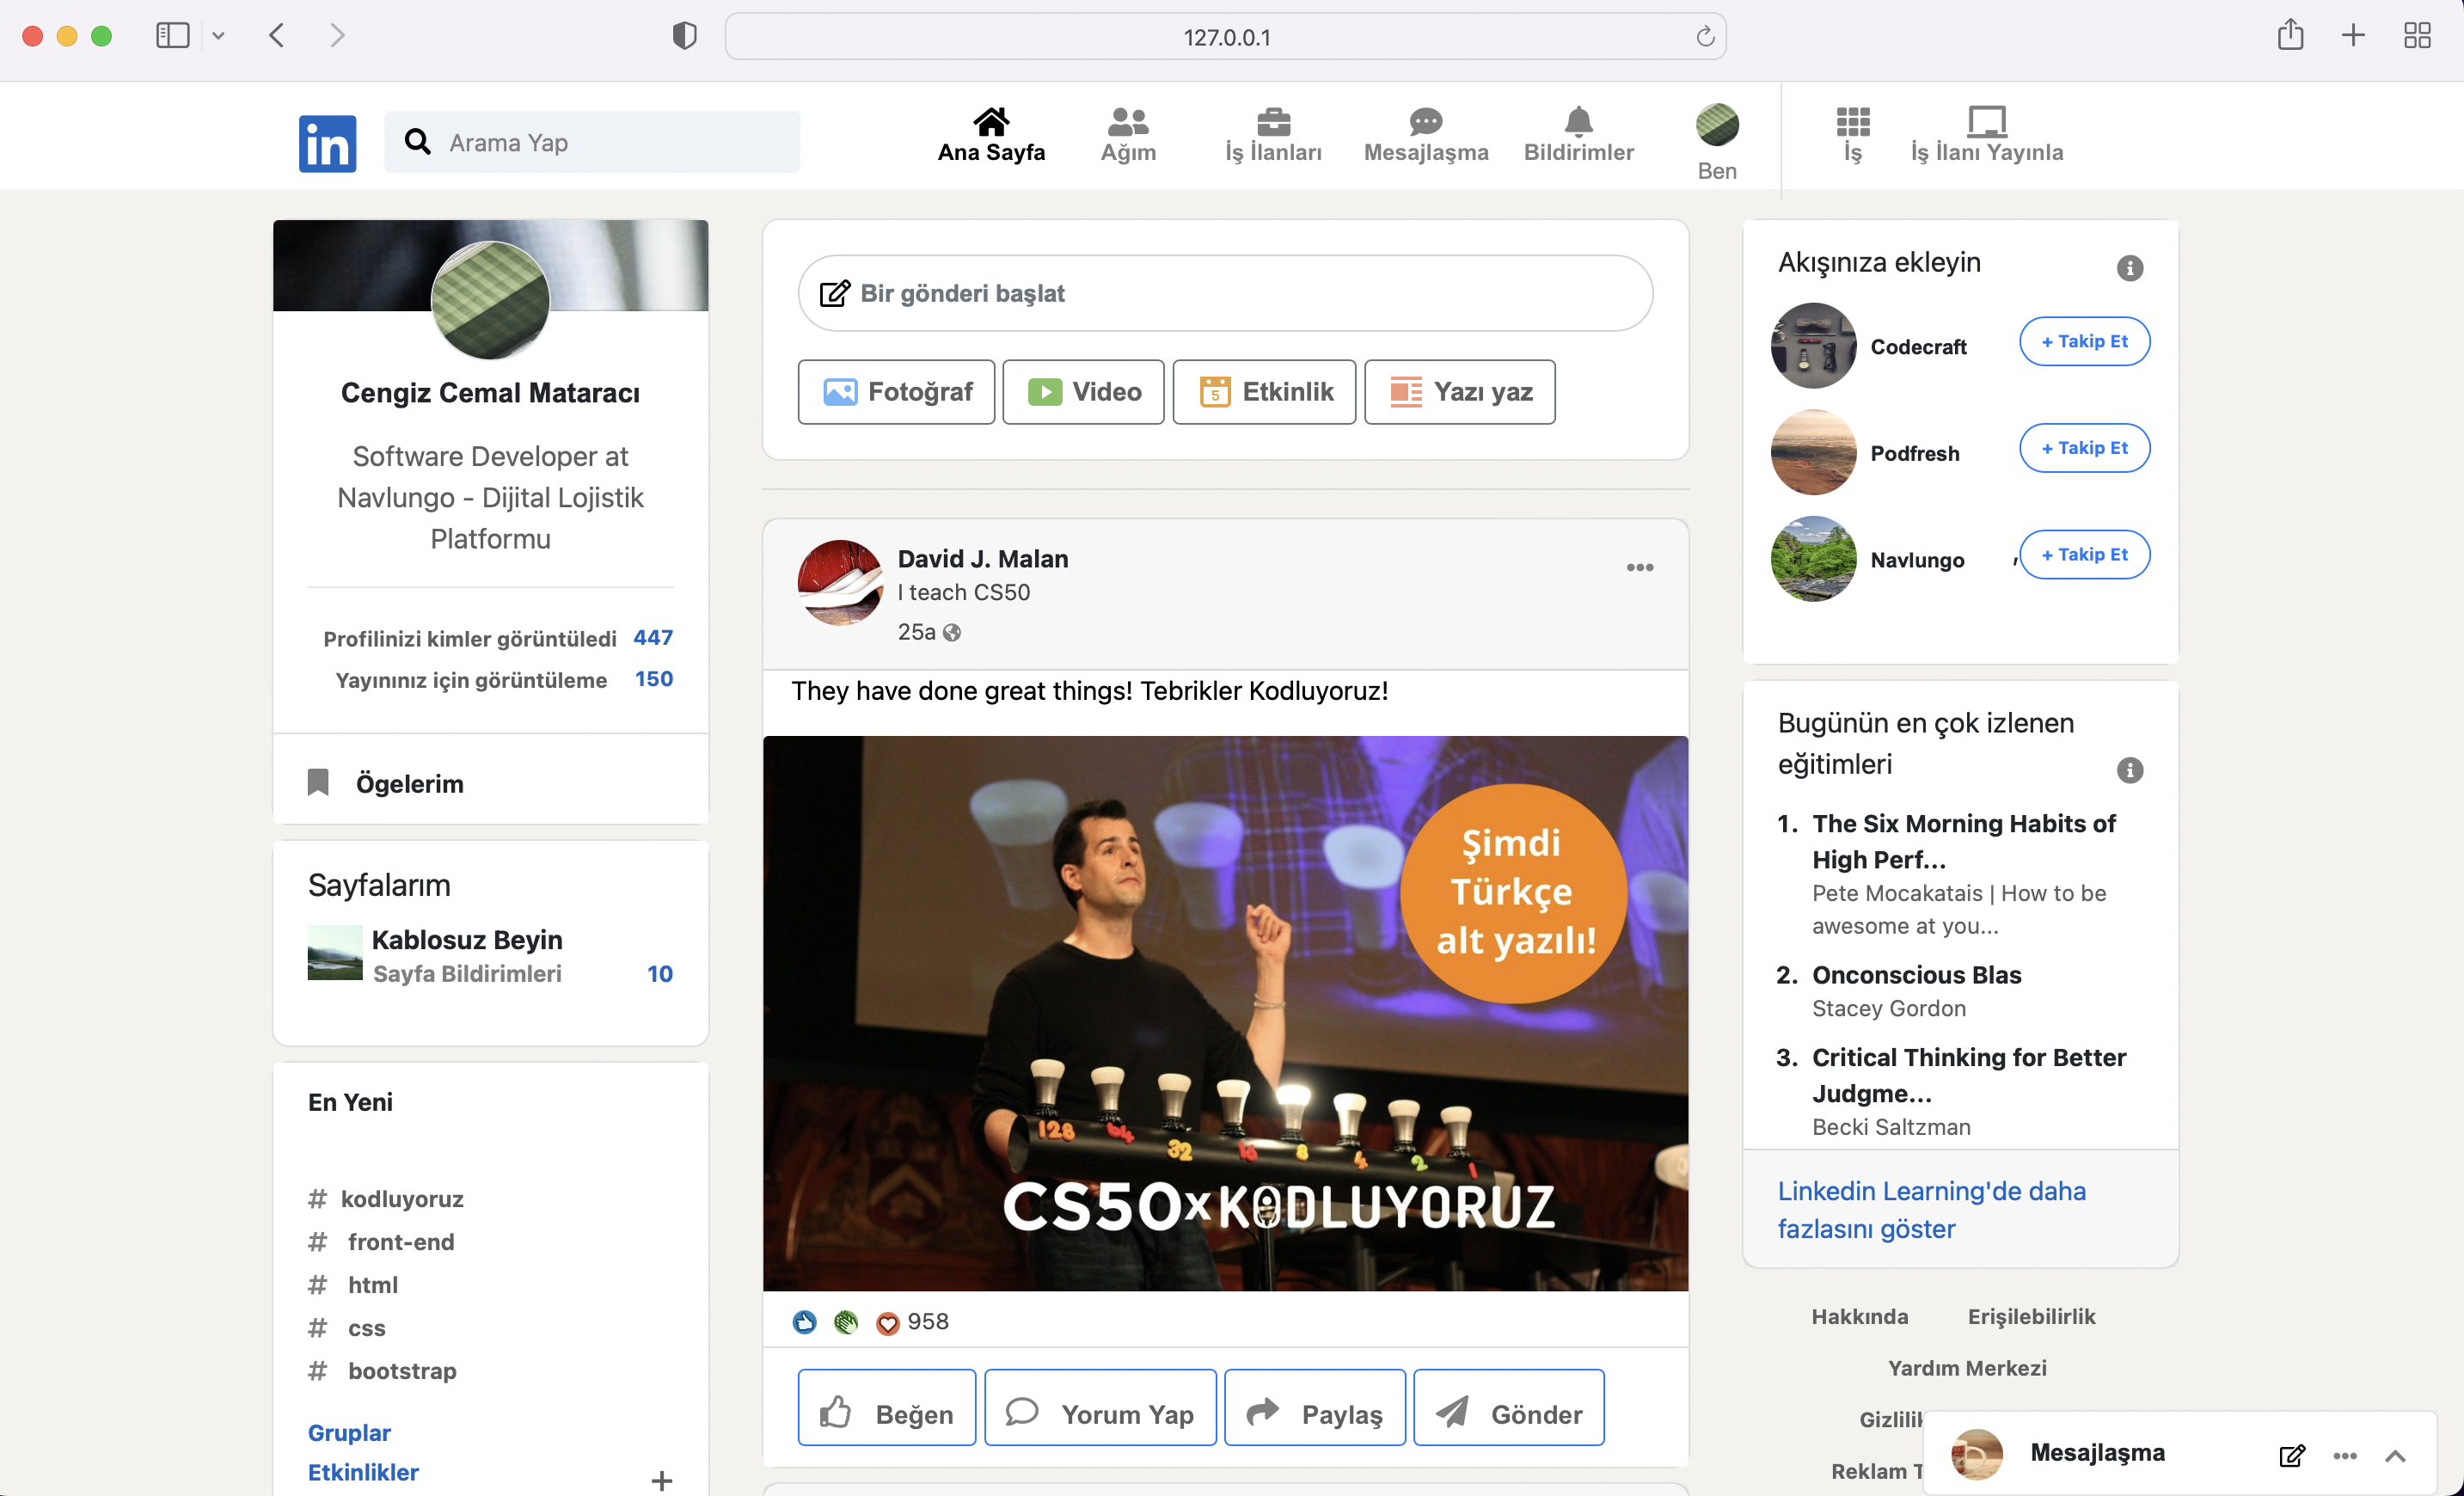 127.0.0.1
in
Arama Yap
Ana Sayfa
Ağım
İş İlanları
Mesajlaşma
Bildirimler
Ben
İş
İş İlanı Yayınla
Cengiz Cemal Mataracı
Software Developer at
Navlungo - Dijital Lojistik
Platformu
Profilinizi kimler görüntüledi 447
Yayınınız için görüntüleme 150
Ögelerim
Sayfalarım
Kablosuz Beyin
Sayfa Bildirimleri 10
En Yeni
# kodluyoruz
# front-end
# html
# css
# bootstrap
Gruplar
Etkinlikler +
Bir gönderi başlat
Fotoğraf
Video
5 Etkinlik
Yazı yaz
David J. Malan
I teach CS50
25a
They have done great things! Tebrikler Kodluyoruz!
Şimdi
Türkçe
alt yazılı!
128 64 32 16 8 4 2 1
CS50xKODLUYORUZ
958
Beğen
Yorum Yap
Paylaş
Gönder
Akışınıza ekleyin
Codecraft + Takip Et
Podfresh + Takip Et
Navlungo , + Takip Et
Bugünün en çok izlenen
eğitimleri
1. The Six Morning Habits of
High Perf...
Pete Mocakatais | How to be
awesome at you...
2. Onconscious Blas
Stacey Gordon
3. Critical Thinking for Better
Judgme...
Becki Saltzman
Linkedin Learning'de daha
fazlasını göster
Hakkında Erişilebilirlik
Yardım Merkezi
Gizlilik
Reklam T
Mesajlaşma